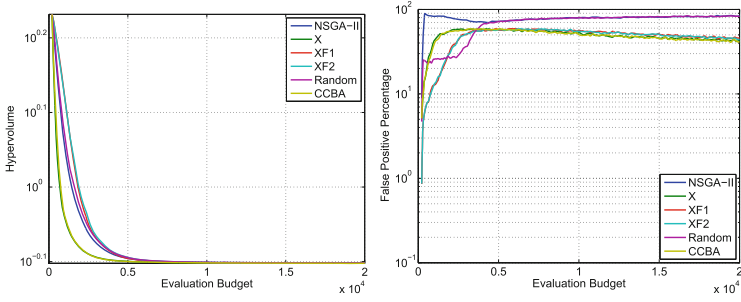 10^0.2
10^0.1
10^0
10^-0.1
Hypervolume
0
0.5
1
1.5
2
Evaluation Budget
x 10^4
NSGA-II
X
XF1
XF2
Random
CCBA
10^2
10^1
10^0
10^-1
False Positive Percentage
0
0.5
1
1.5
2
Evaluation Budget
x 10^4
NSGA-II
X
XF1
XF2
Random
CCBA